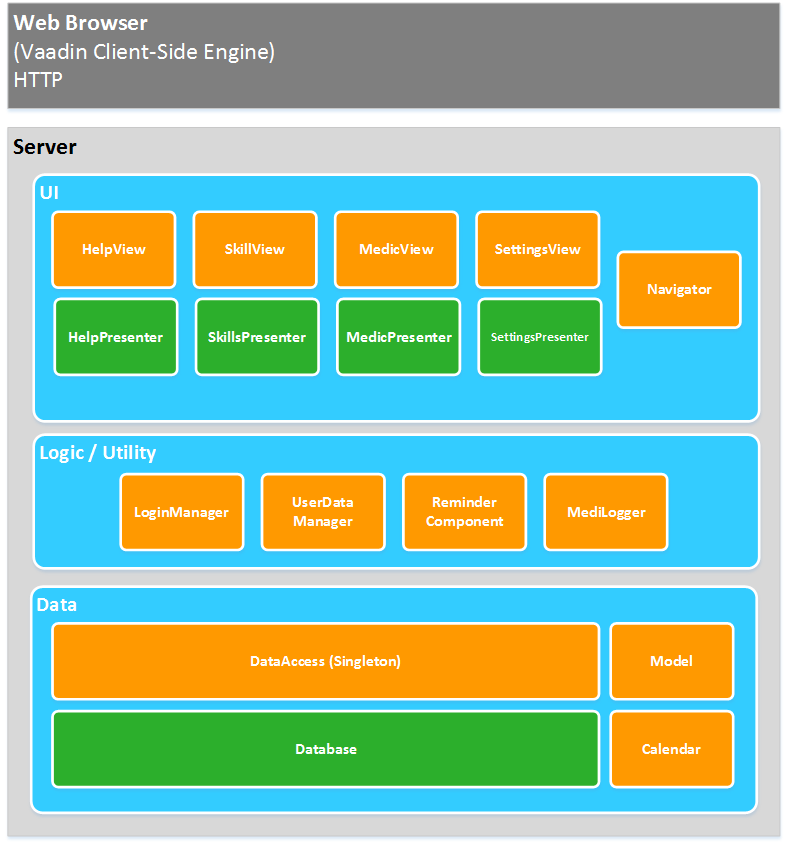 Web Browser
(Vaadin Client-Side Engine)
HTTP
Server
UI
HelpView
SkillView
MedicView
SettingsView
Navigator
HelpPresenter
SkillsPresenter
MedicPresenter
SettingsPresenter
Logic / Utility
LoginManager
UserData
Manager
Reminder
Component
MediLogger
Data
DataAccess (Singleton)
Model
Database
Calendar